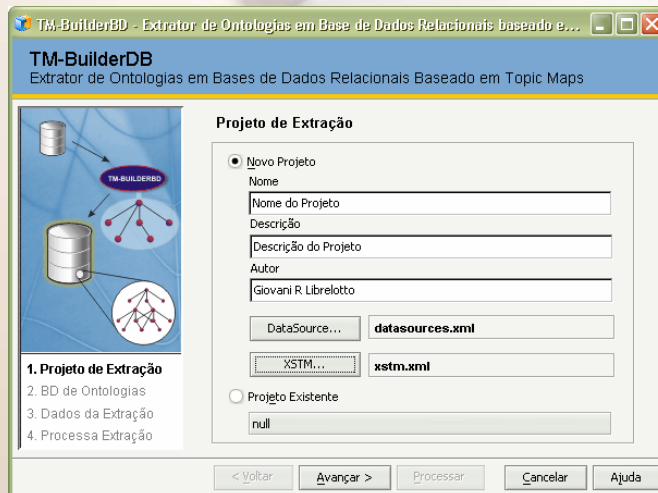 TM-BuilderDB - Extrator de Ontologias em Base de Dados Relacionais baseado e...
TM-BuilderDB
Extrator de Ontologias em Bases de Dados Relacionais Baseado em Topic Maps
TM-BUILDERBD
1. Projeto de Extração
2. BD de Ontologias
3. Dados da Extração
4. Processa Extração
Projeto de Extração
Novo Projeto
Nome
Nome do Projeto
Descrição
Descrição do Projeto
Autor
Giovani R Librelotto
DataSource... datasources.xml
XSTM... xstm.xml
Projeto Existente
null
< Voltar Avançar > Processar Cancelar Ajuda